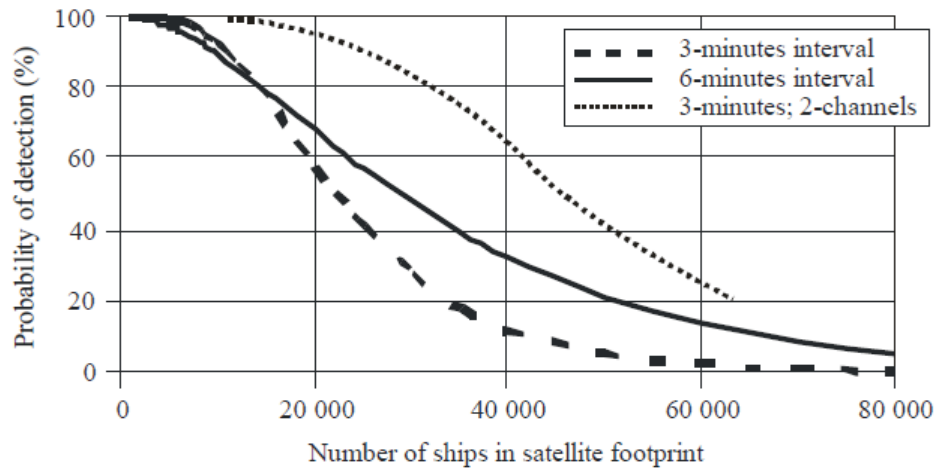 100
80
60
40
20
0
Probability of detection (%)
3-minutes interval
6-minutes interval
3-minutes; 2-channels
0 20 000 40 000 60 000 80 000
Number of ships in satellite footprint